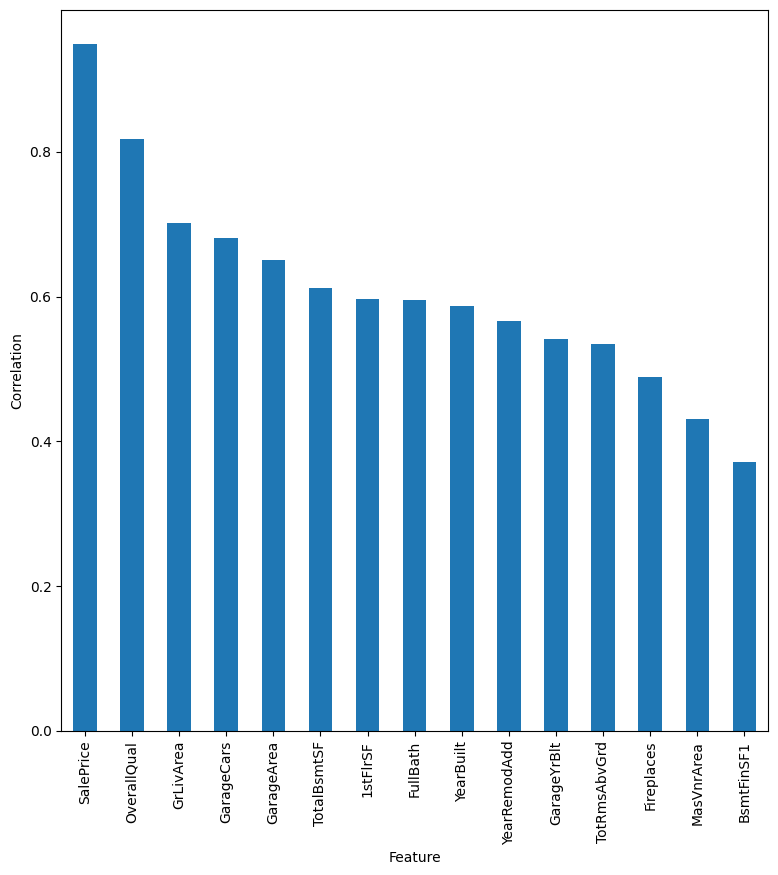 Correlation
0.8
0.6
0.4
0.2
0.0
SalePrice
OverallQual
GrLivArea
GarageCars
GarageArea
TotalBsmtSF
1stFlrSF
FullBath
YearBuilt
YearRemodAdd
GarageYrBlt
TotRmsAbvGrd
Fireplaces
MasVnrArea
BsmtFinSF1
Feature